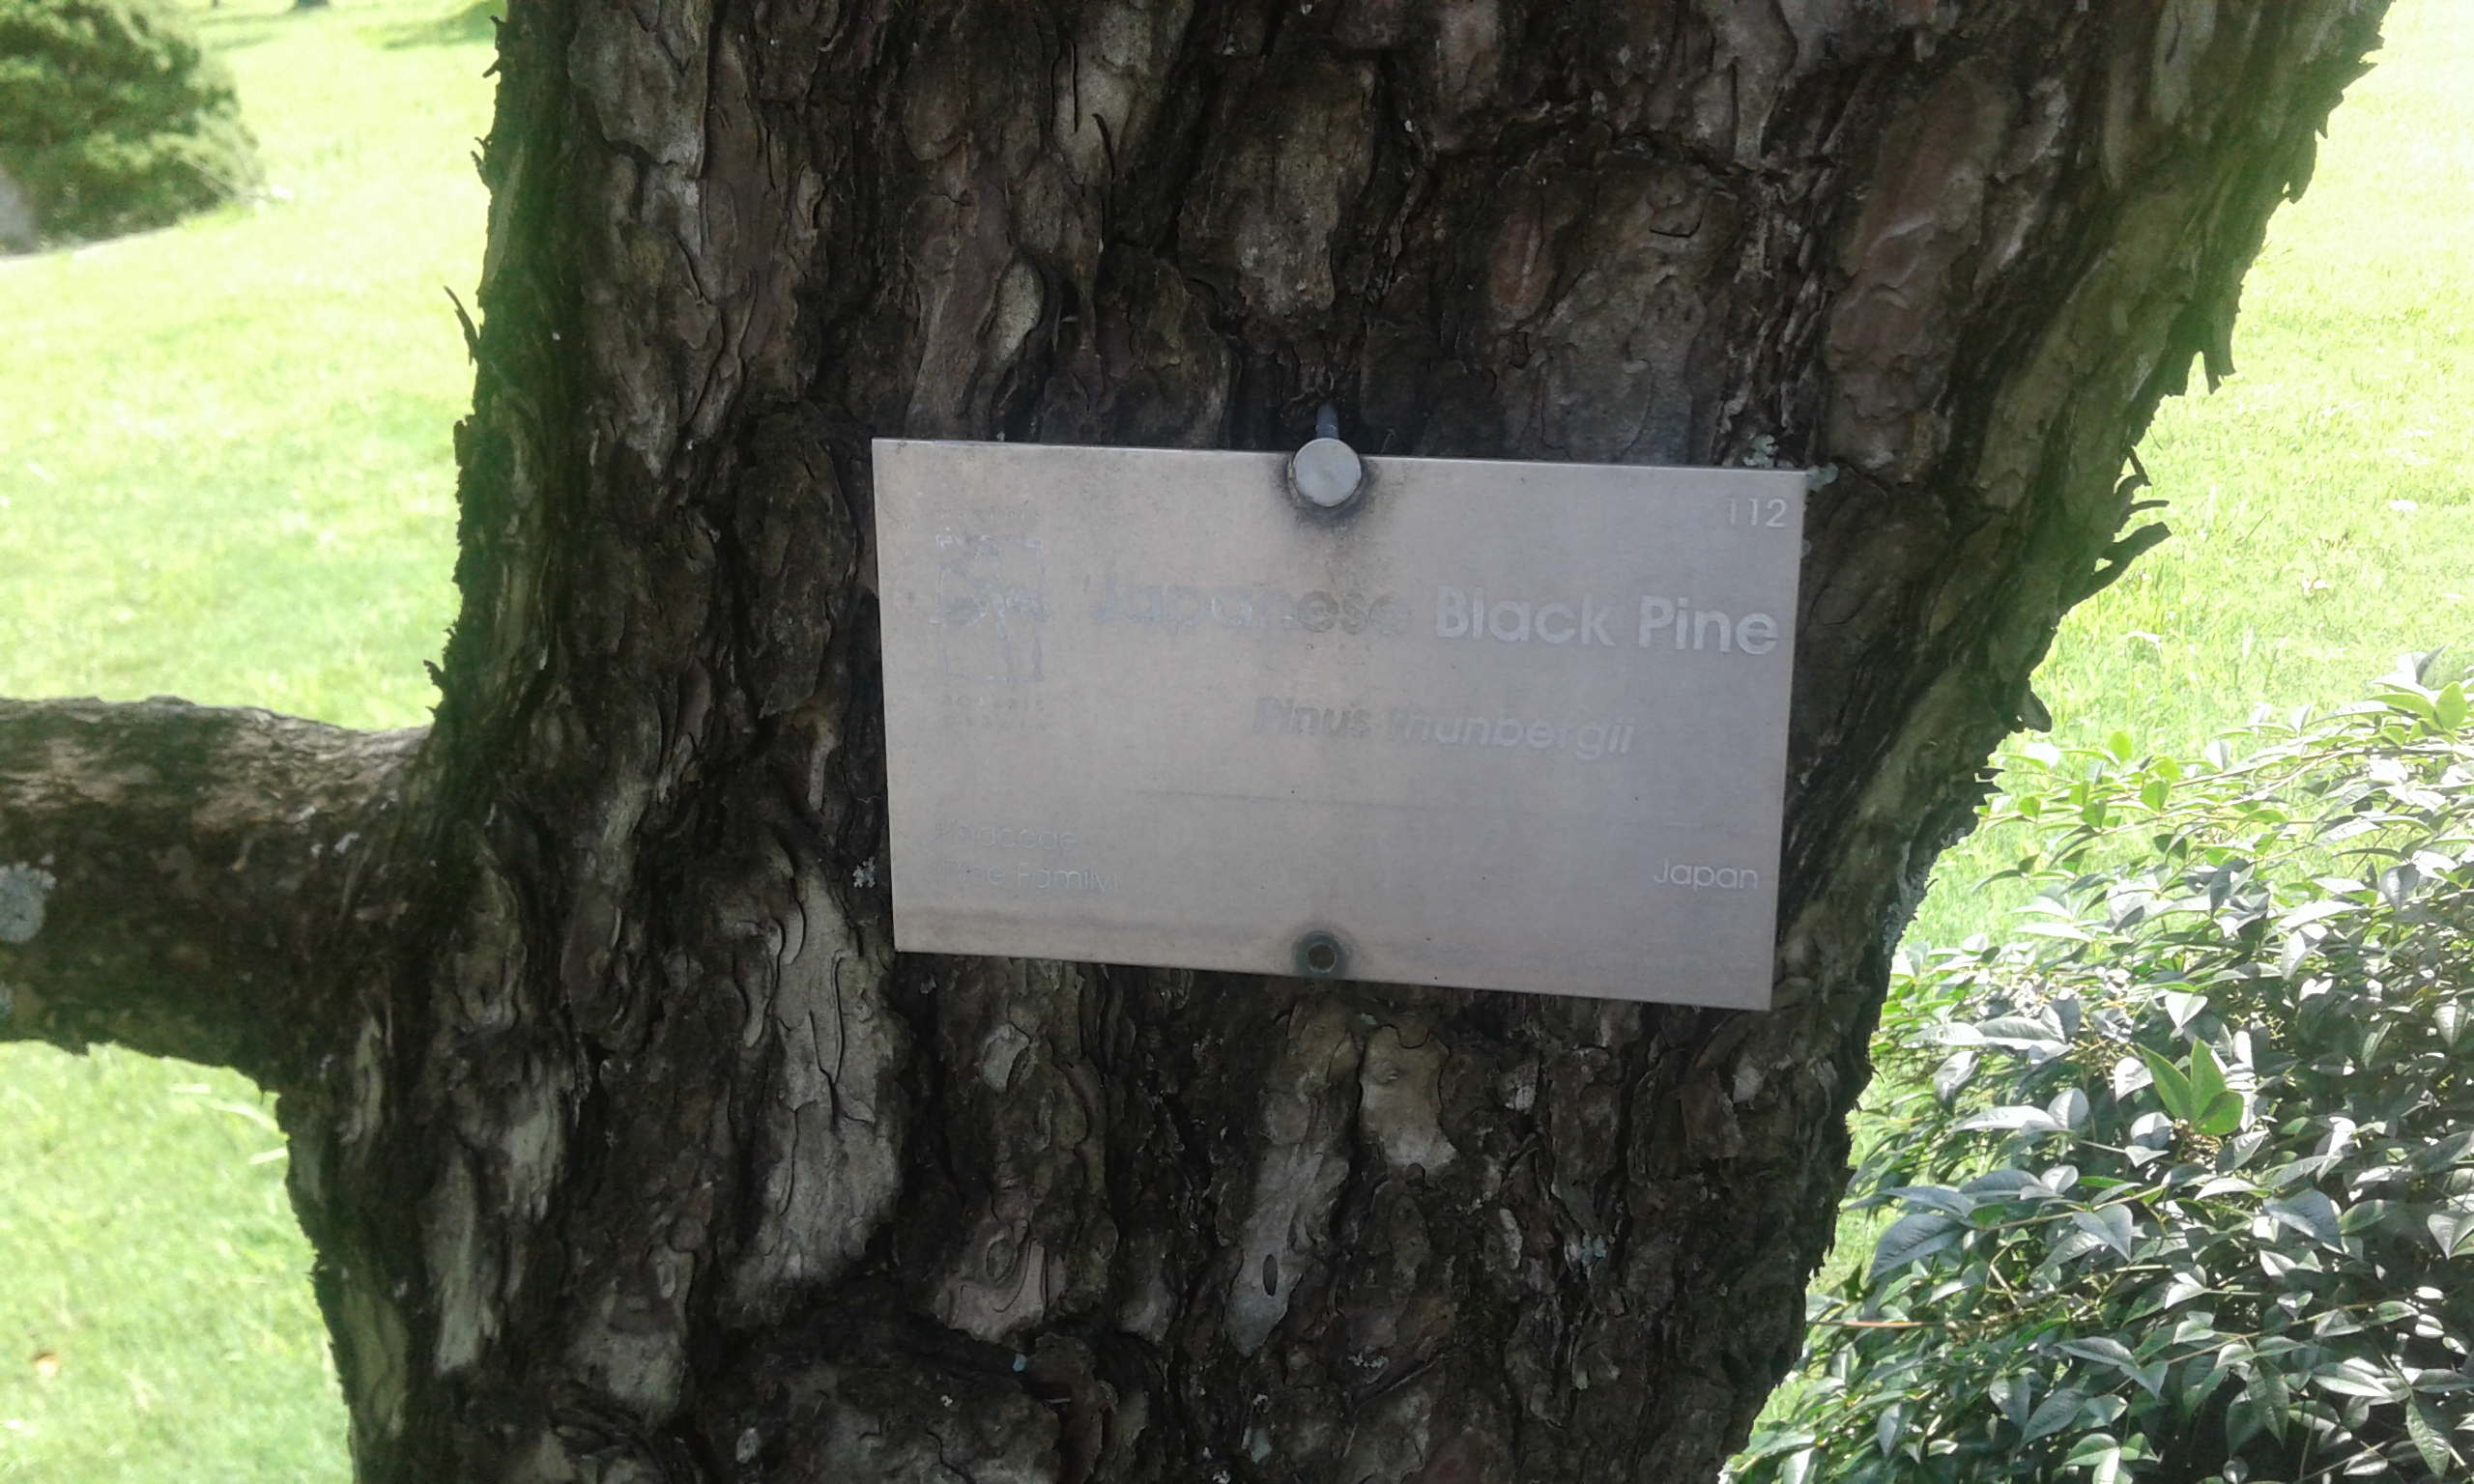 112
Japanese Black Pine
Pinus thunbergii
Pinaceae
(Pine Family)
Japan